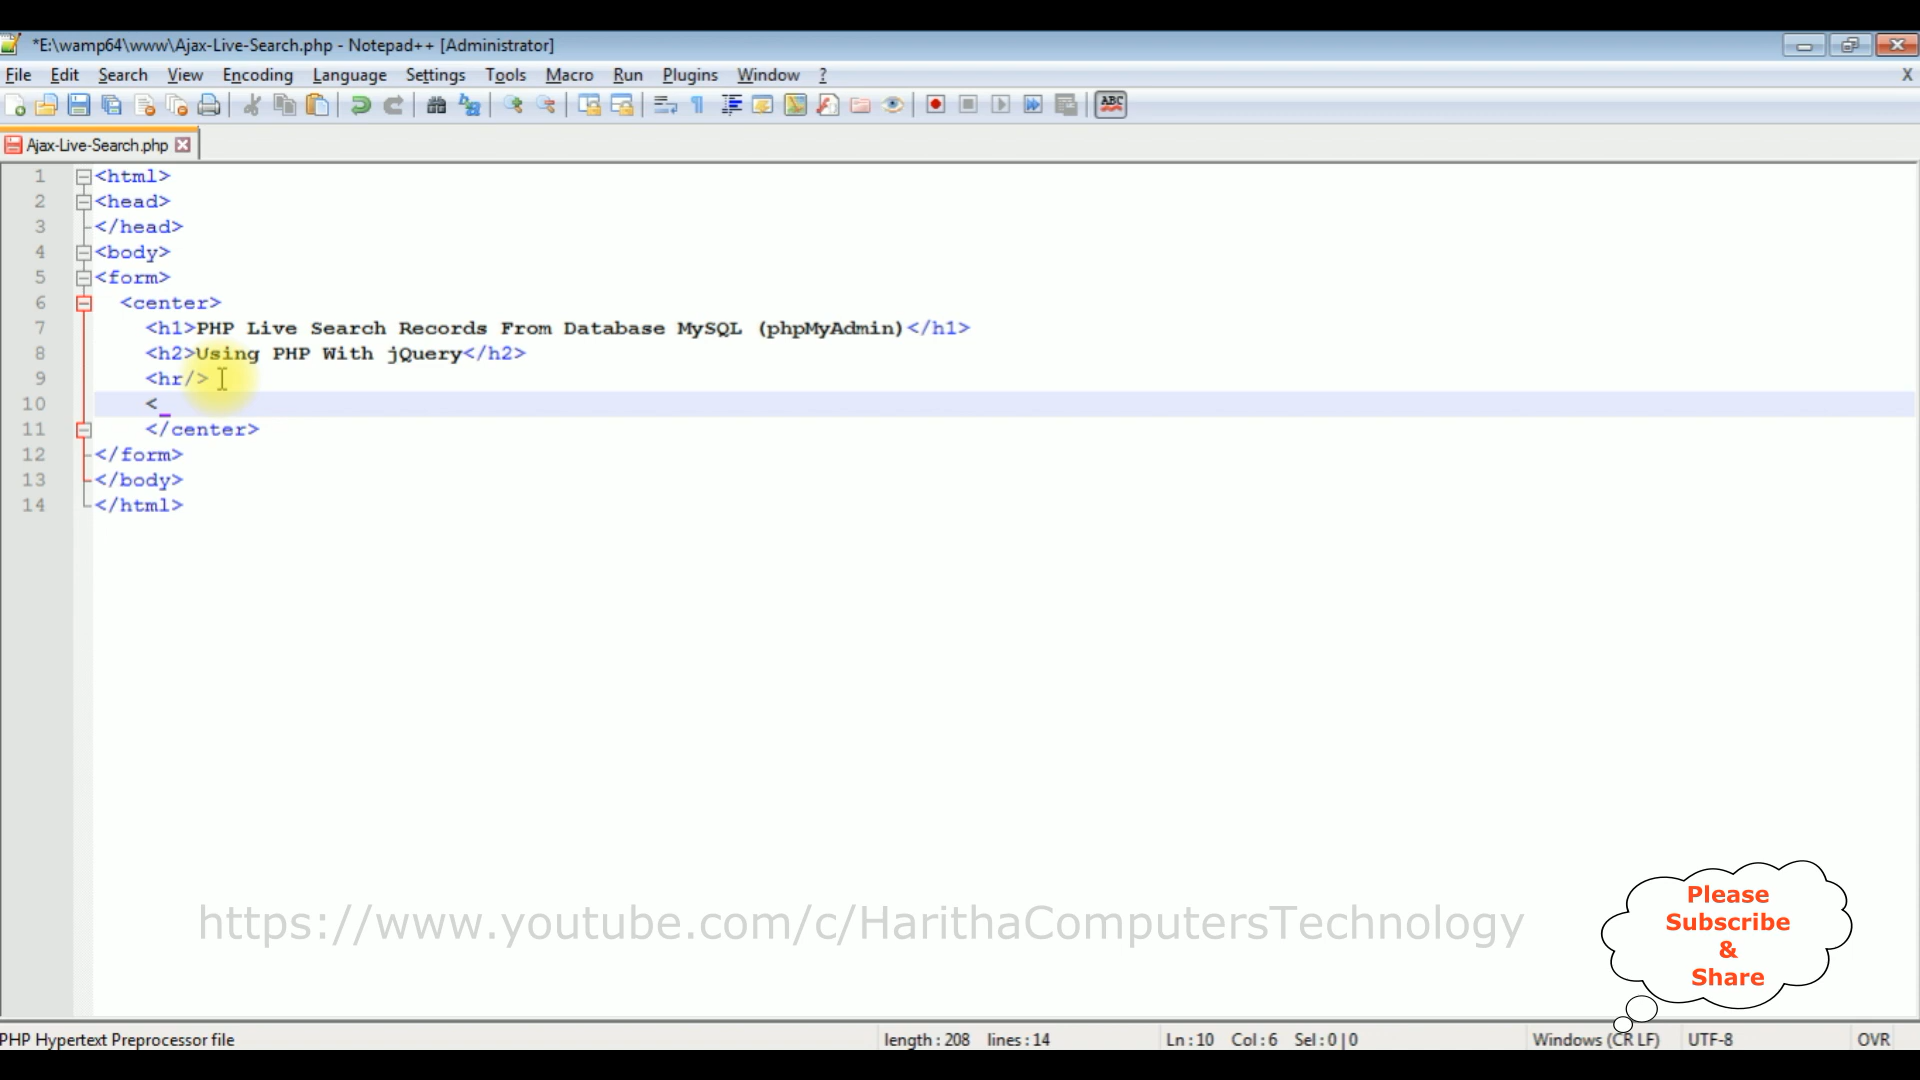 *E:\wamp64\www\Ajax-Live-Search.php - Notepad++ [Administrator]
File Edit Search View Encoding Language Settings Tools Macro Run Plugins Window ? X
ABC
Ajax-Live-Search.php
1 <html>
2 <head>
3 </head>
4 <body>
5 <form>
6 <center>
7 <h1>PHP Live Search Records From Database MySQL (phpMyAdmin)</h1>
8 <h2>Using PHP With jQuery</h2>
9 <hr/>
10 <
11 </center>
12 </form>
13 </body>
14 </html>
https://www.youtube.com/c/HarithaComputersTechnology
Please
Subscribe
&
Share
PHP Hypertext Preprocessor file length : 208 lines : 14 Ln : 10 Col : 6 Sel : 0 | 0 Windows (CR LF) UTF-8 OVR